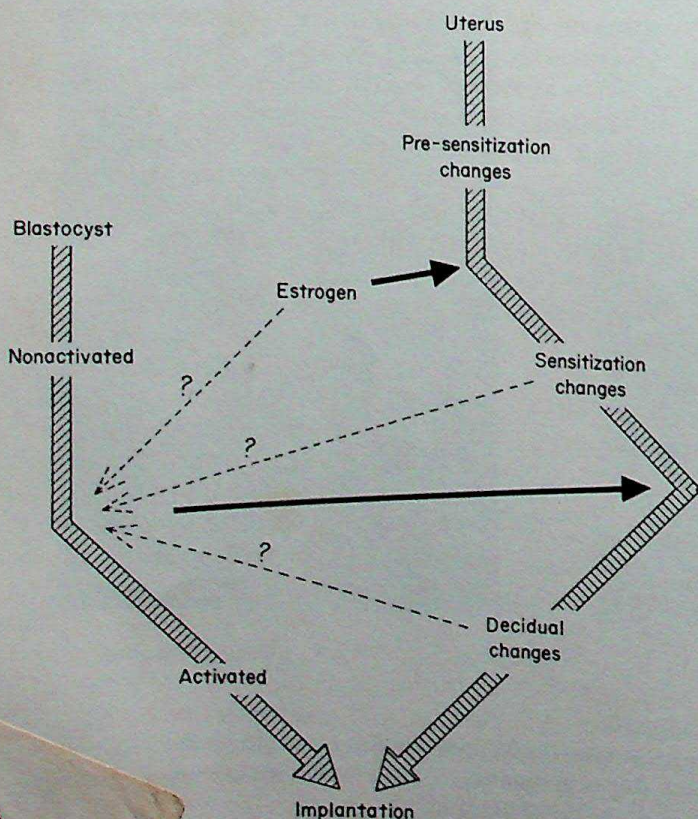 Uterus
Pre-sensitization
changes
Blastocyst
Estrogen
Nonactivated
Sensitization
changes
?
?
?
Decidual
changes
Activated
Implantation